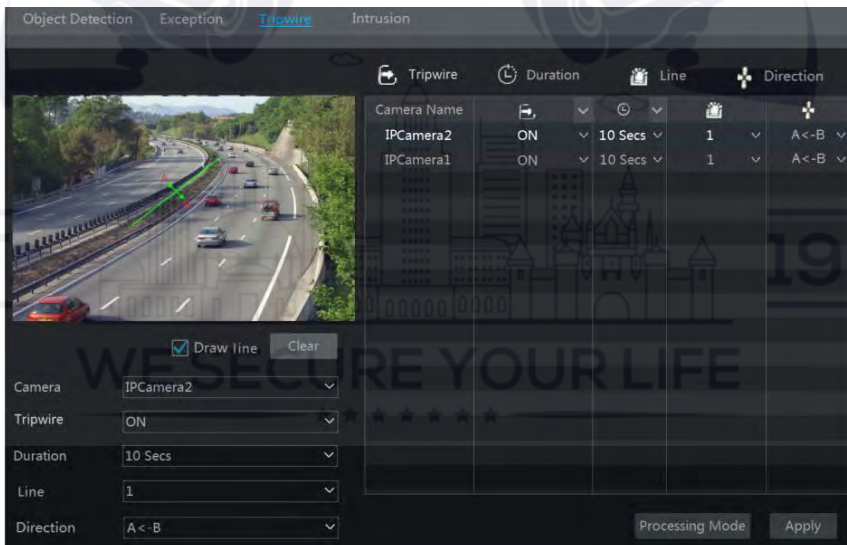 Object Detection Exception Tripwire Intrusion
Tripwire Duration Line Direction
Camera Name
IPCamera2 ON 10 Secs 1 A<-B
IPCamera1 ON 10 Secs 1 A<-B
Draw line Clear
Camera IPCamera2
Tripwire ON
Duration 10 Secs
Line 1
Direction A<-B
Processing Mode Apply
WE SECURE YOUR LIFE
19